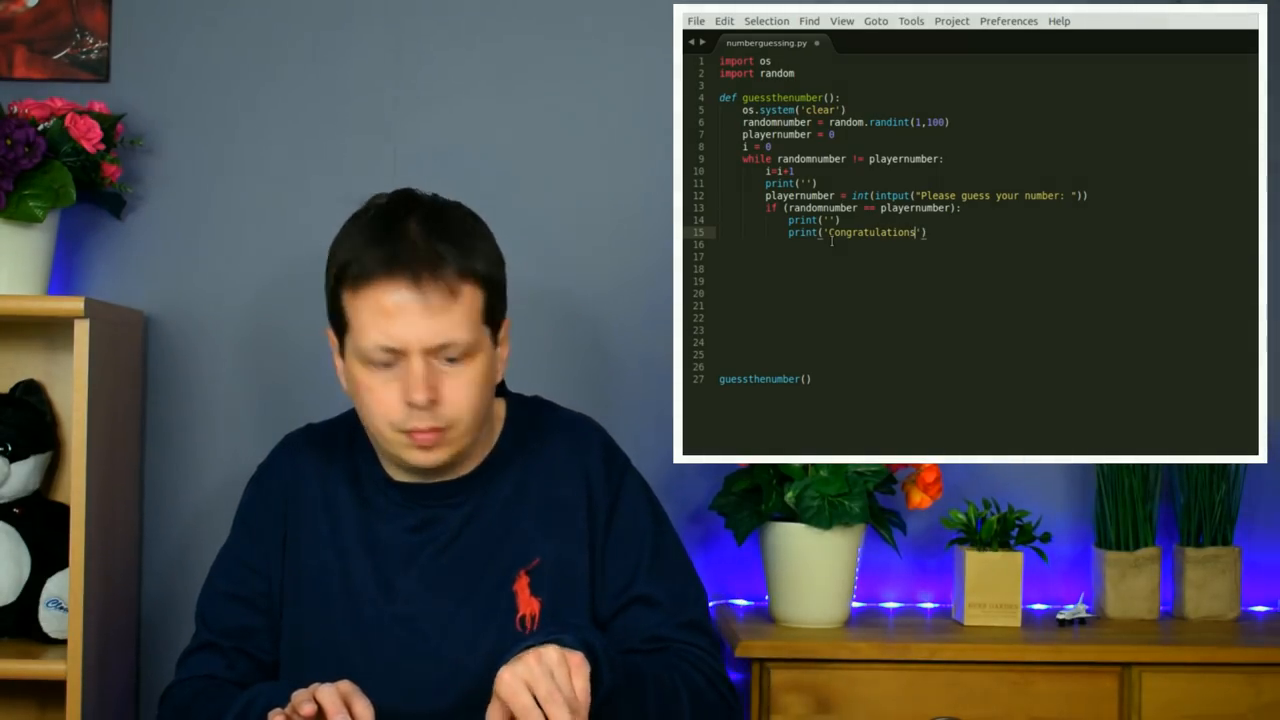 File Edit Selection Find View Goto Tools Project Preferences Help
numberguessing.py
1 import os
2 import random
3
4 def guessthenumber():
5 os.system('clear')
6 randomnumber = random.randint(1,100)
7 playernumber = 0
8 i = 0
9 while randomnumber != playernumber:
10 i=i+1
11 print('')
12 playernumber = int(intput("Please guess your number: "))
13 if (randomnumber == playernumber):
14 print('')
15 print('Congratulations')
16
17
18
19
20
21
22
23
24
25
26
27 guessthenumber()